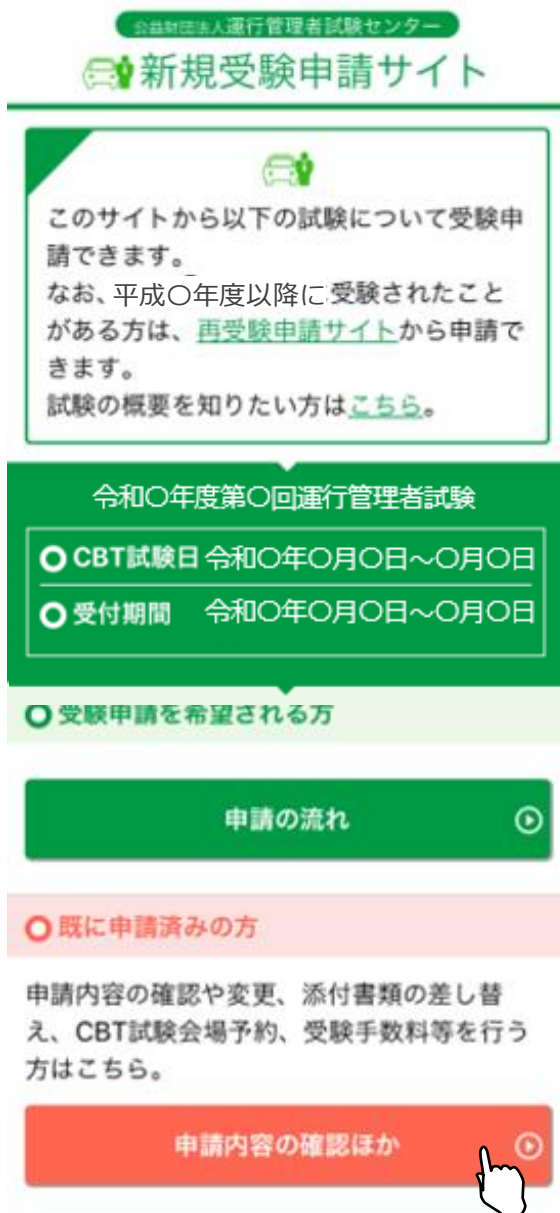 公益財団法人運行管理者試験センター
新規受験申請サイト
このサイトから以下の試験について受験申
請できます。
なお、平成〇年度以降に受験されたこと
がある方は、再受験申請サイトから申請で
きます。
試験の概要を知りたい方はこちら。
令和〇年度第〇回運行管理者試験
CBT試験日 令和〇年〇月〇日～〇月〇日
受付期間 令和〇年〇月〇日～〇月〇日
受験申請を希望される方
申請の流れ
既に申請済みの方
申請内容の確認や変更、添付書類の差し替
え、CBT試験会場予約、受験手数料等を行う
方はこちら。
申請内容の確認ほか